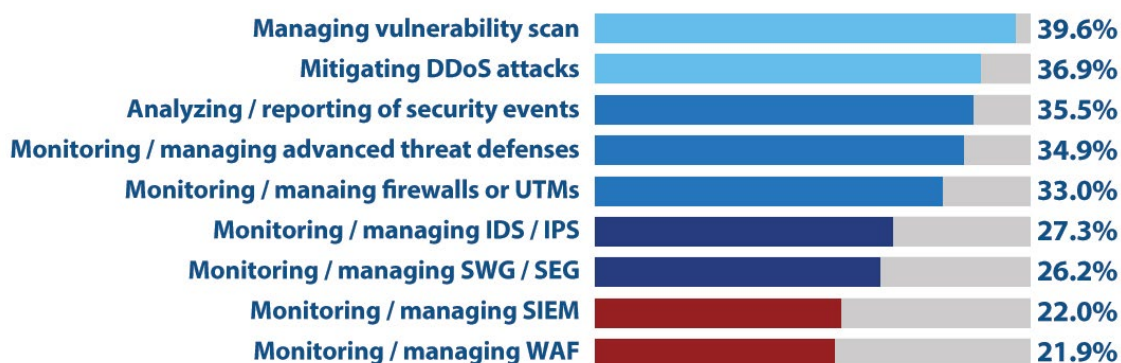 Managing vulnerability scan 39.6%
Mitigating DDoS attacks 36.9%
Analyzing / reporting of security events 35.5%
Monitoring / managing advanced threat defenses 34.9%
Monitoring / manaing firewalls or UTMs 33.0%
Monitoring / managing IDS / IPS 27.3%
Monitoring / managing SWG / SEG 26.2%
Monitoring / managing SIEM 22.0%
Monitoring / managing WAF 21.9%